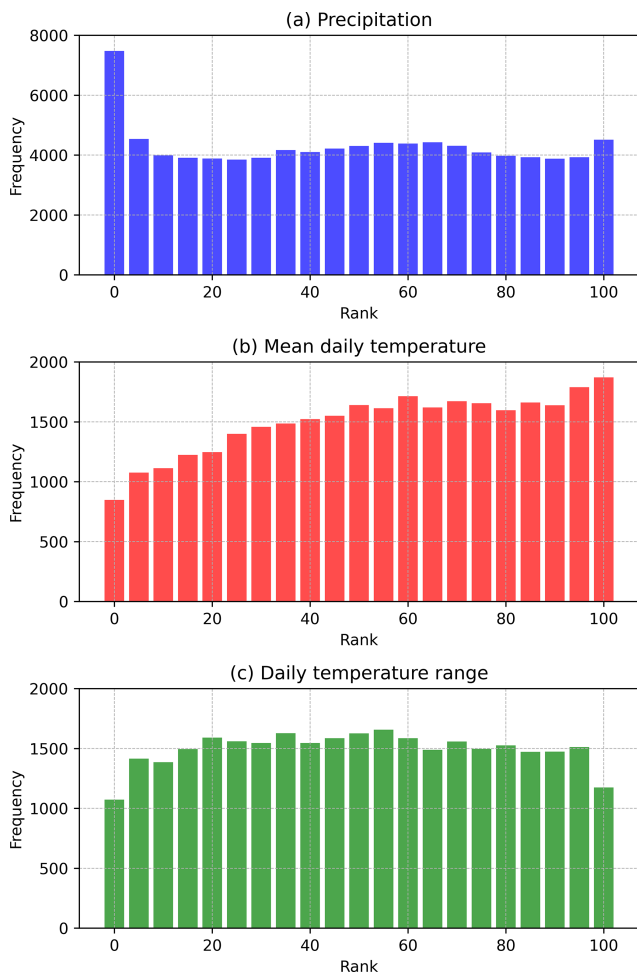 (a) Precipitation
8000
6000
4000
2000
0
Frequency
0 20 40 60 80 100
Rank
(b) Mean daily temperature
2000
1500
1000
500
0
Frequency
0 20 40 60 80 100
Rank
(c) Daily temperature range
2000
1500
1000
500
0
Frequency
0 20 40 60 80 100
Rank